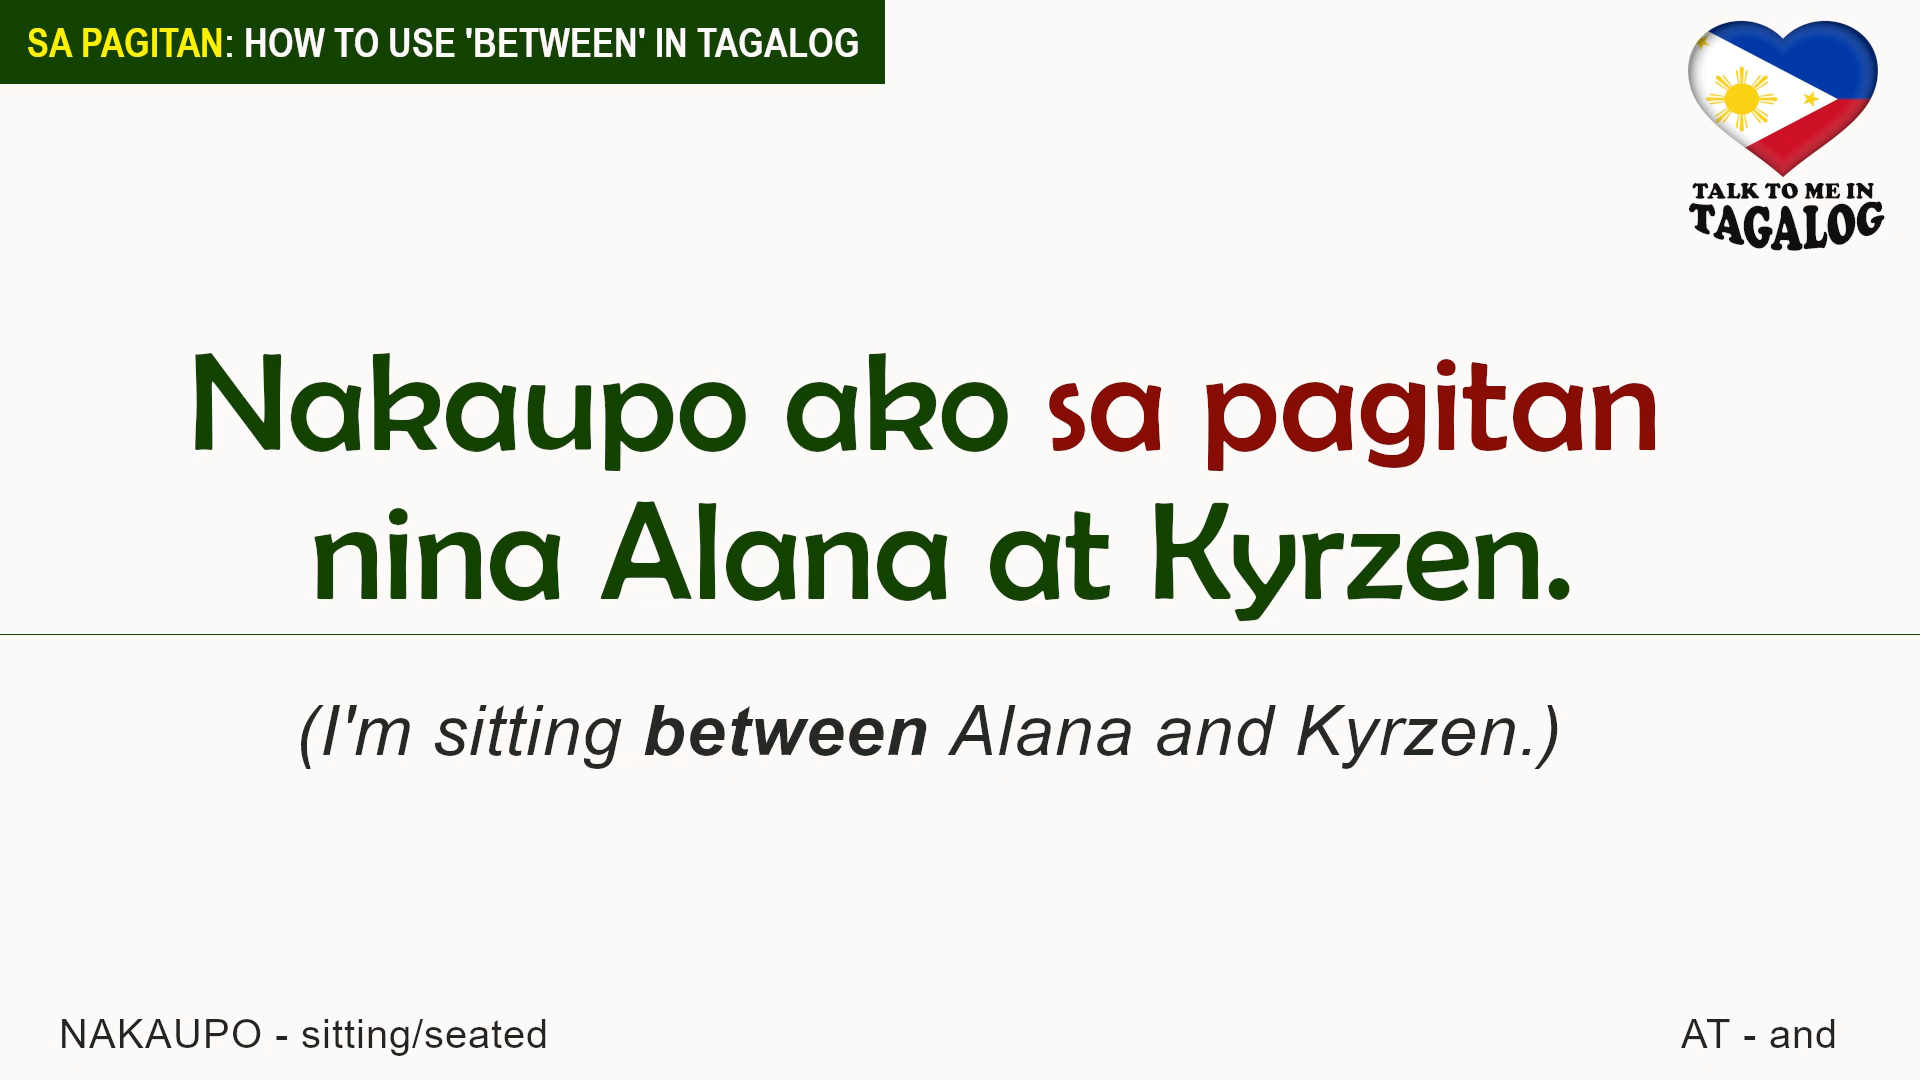 SA PAGITAN: HOW TO USE 'BETWEEN' IN TAGALOG
TALK TO ME IN
TAGALOG
Nakaupo ako sa pagitan
nina Alana at Kyrzen.
(I'm sitting between Alana and Kyrzen.)
NAKAUPO - sitting/seated
AT - and